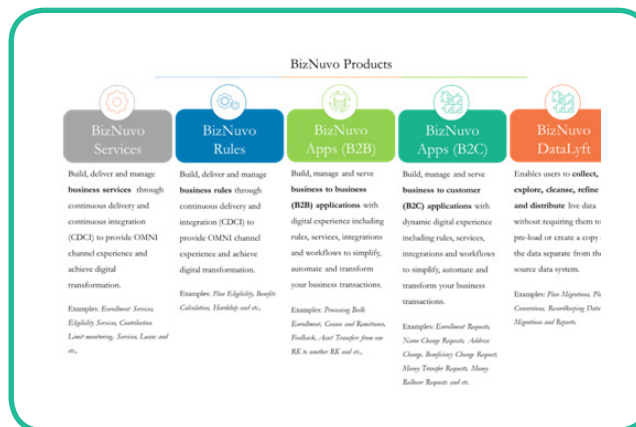 BizNuvo Products
BizNuvo
Services
Build, deliver and manage
business services through
continuous delivery and
continuous integration
(CDCI) to provide OMNI
channel experience and
achieve digital
transformation.
Examples: Enrollment Services,
Eligibility Services, Contribution
Limit monitoring, Services, Loans and
etc.,
BizNuvo
Rules
Build, deliver and manage
business rules through
continuous delivery and
integration (CDCI) to
provide OMNI channel
experience and achieve
digital transformation.
Examples: Plan Eligibility, Benefits
Calculation, Hardship and etc.,
BizNuvo
Apps (B2B)
Build, manage and serve
business to business
(B2B) applications with
digital experience including
rules, services, integrations
and workflows to simplify,
automate and transform
your business transactions.
Examples: Processing Bulk
Enrollment, Census and Remittance,
Feedback, Asset Transfers from one
RK to another RK and etc.,
BizNuvo
Apps (B2C)
Build, manage and serve
business to customer
(B2C) applications with
dynamic digital experience
including rules, services,
integrations and workflows
to simplify, automate and
transform your business
transactions.
Examples: Enrollment Requests,
Name Change Requests, Address
Change, Beneficiary Change Request,
Money Transfer Requests, Money
Rollover Requests and etc.
BizNuvo
DataLyft
Enables users to collect,
explore, cleanse, refine
and distribute live data
without requiring them to
pre-load or create a copy
the data separate from the
source data system.
Examples: Plan Migrations,
Conversions, Recordkeeping Data
Migrations and Reports.